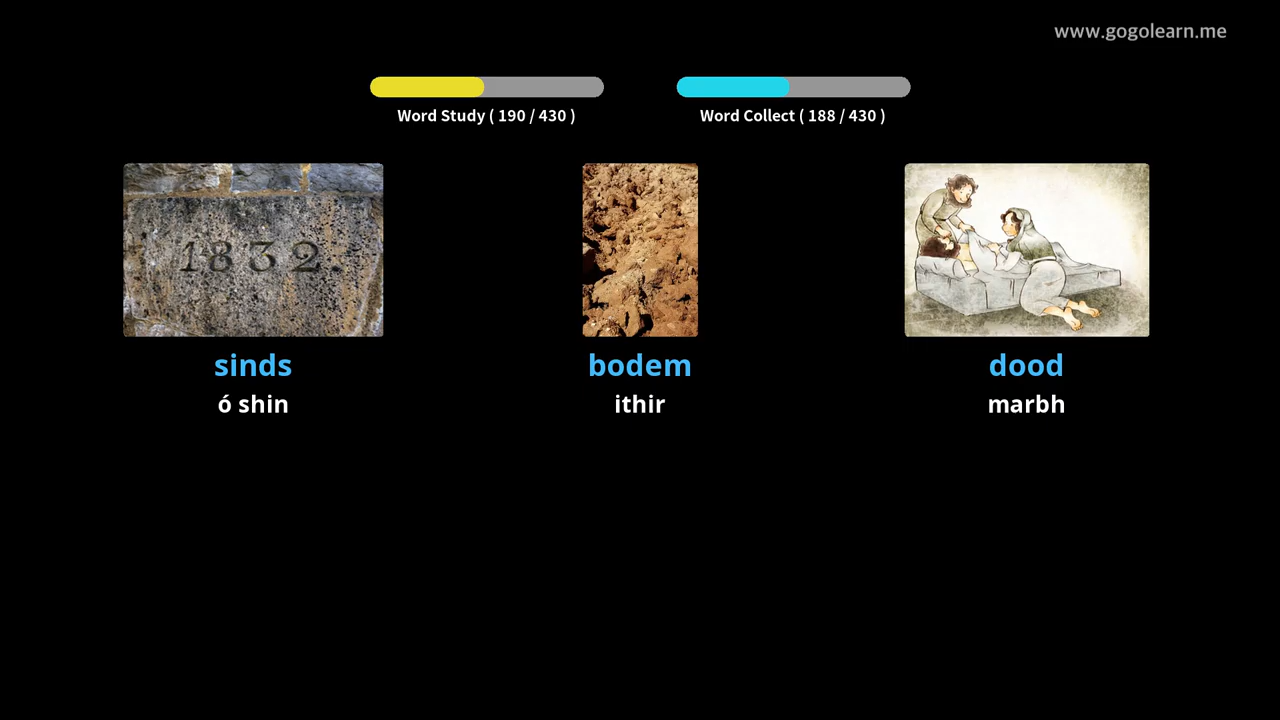 www.gogolearn.me
Word Study ( 190 / 430 )
Word Collect ( 188 / 430 )
1832.
sinds
bodem
dood
ó shin
ithir
marbh